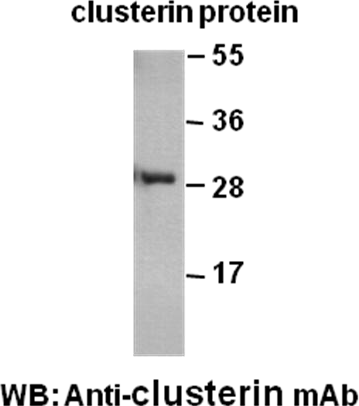 clusterin protein
55
36
28
17
WB: Anti-clusterin mAb